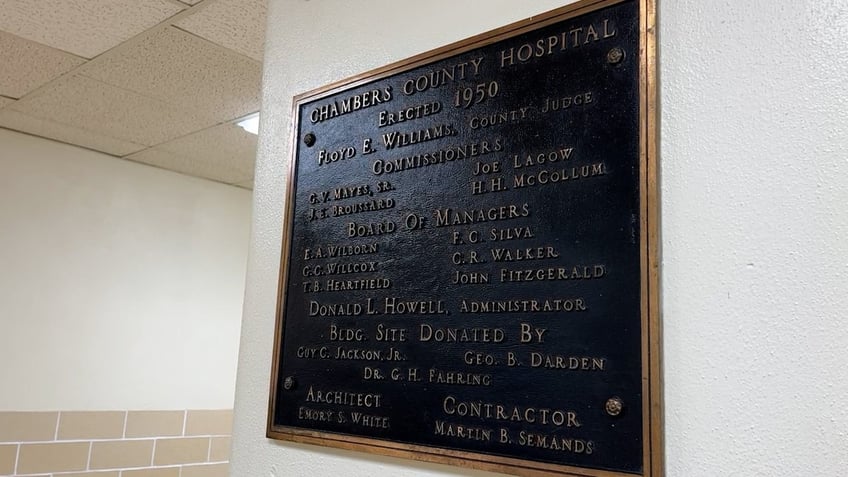 CHAMBERS COUNTY HOSPITAL
ERECTED 1950
FLOYD E. WILLIAMS, COUNTY JUDGE
COMMISSIONERS
G. V. MAYES, SR. JOE LAGOW
J. E. BROUSSARD H. H. MCCOLLUM
BOARD OF MANAGERS
E. A. WILBORN F. C. SILVA
G. C. WILLCOX C. R. WALKER
T. B. HEARTFIELD JOHN FITZGERALD
DONALD L. HOWELL, ADMINISTRATOR
BLDG. SITE DONATED BY
GUY C. JACKSON, JR. GEO. B. DARDEN
DR. G. H. FAHRING
ARCHITECT CONTRACTOR
EMORY S. WHITE MARTIN B. SEMANDS